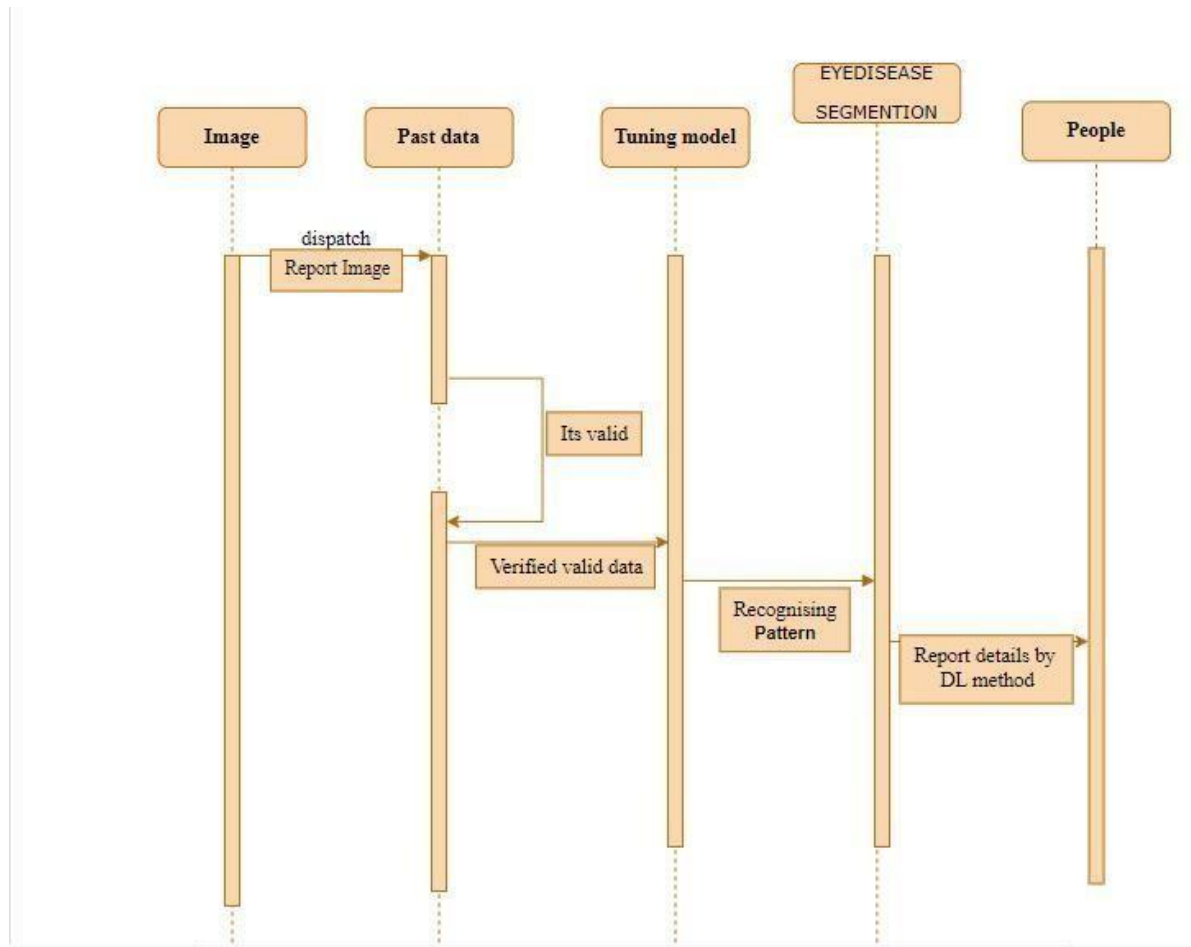 EYEDISEASE
SEGMENTION
Image
Past data
Tuning model
People
dispatch
Report Image
Its valid
Verified valid data
Recognising
Pattern
Report details by
DL method